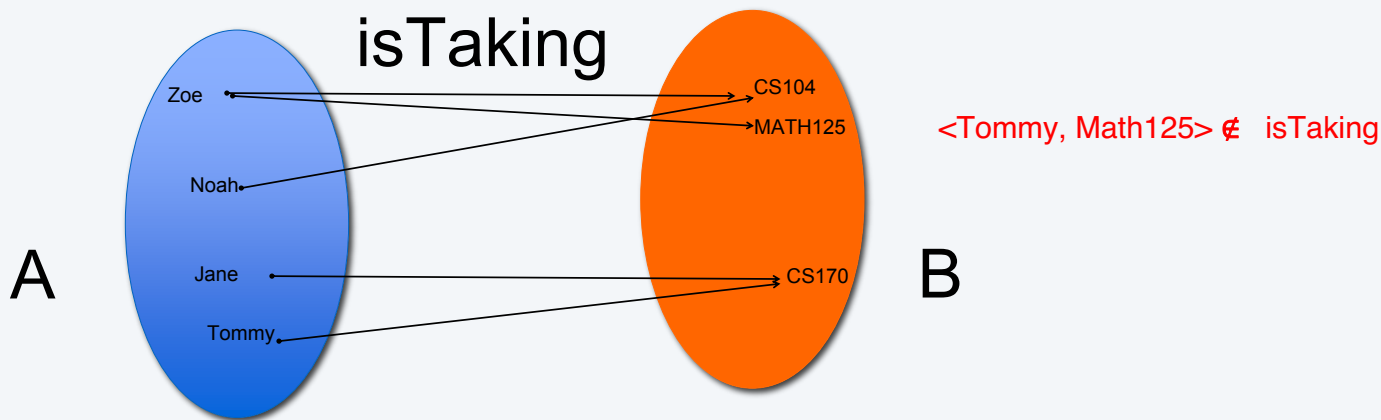 isTaking
Zoe
CS104
MATH125
<Tommy, Math125> ∉ isTaking
Noah
A
Jane
CS170
B
Tommy